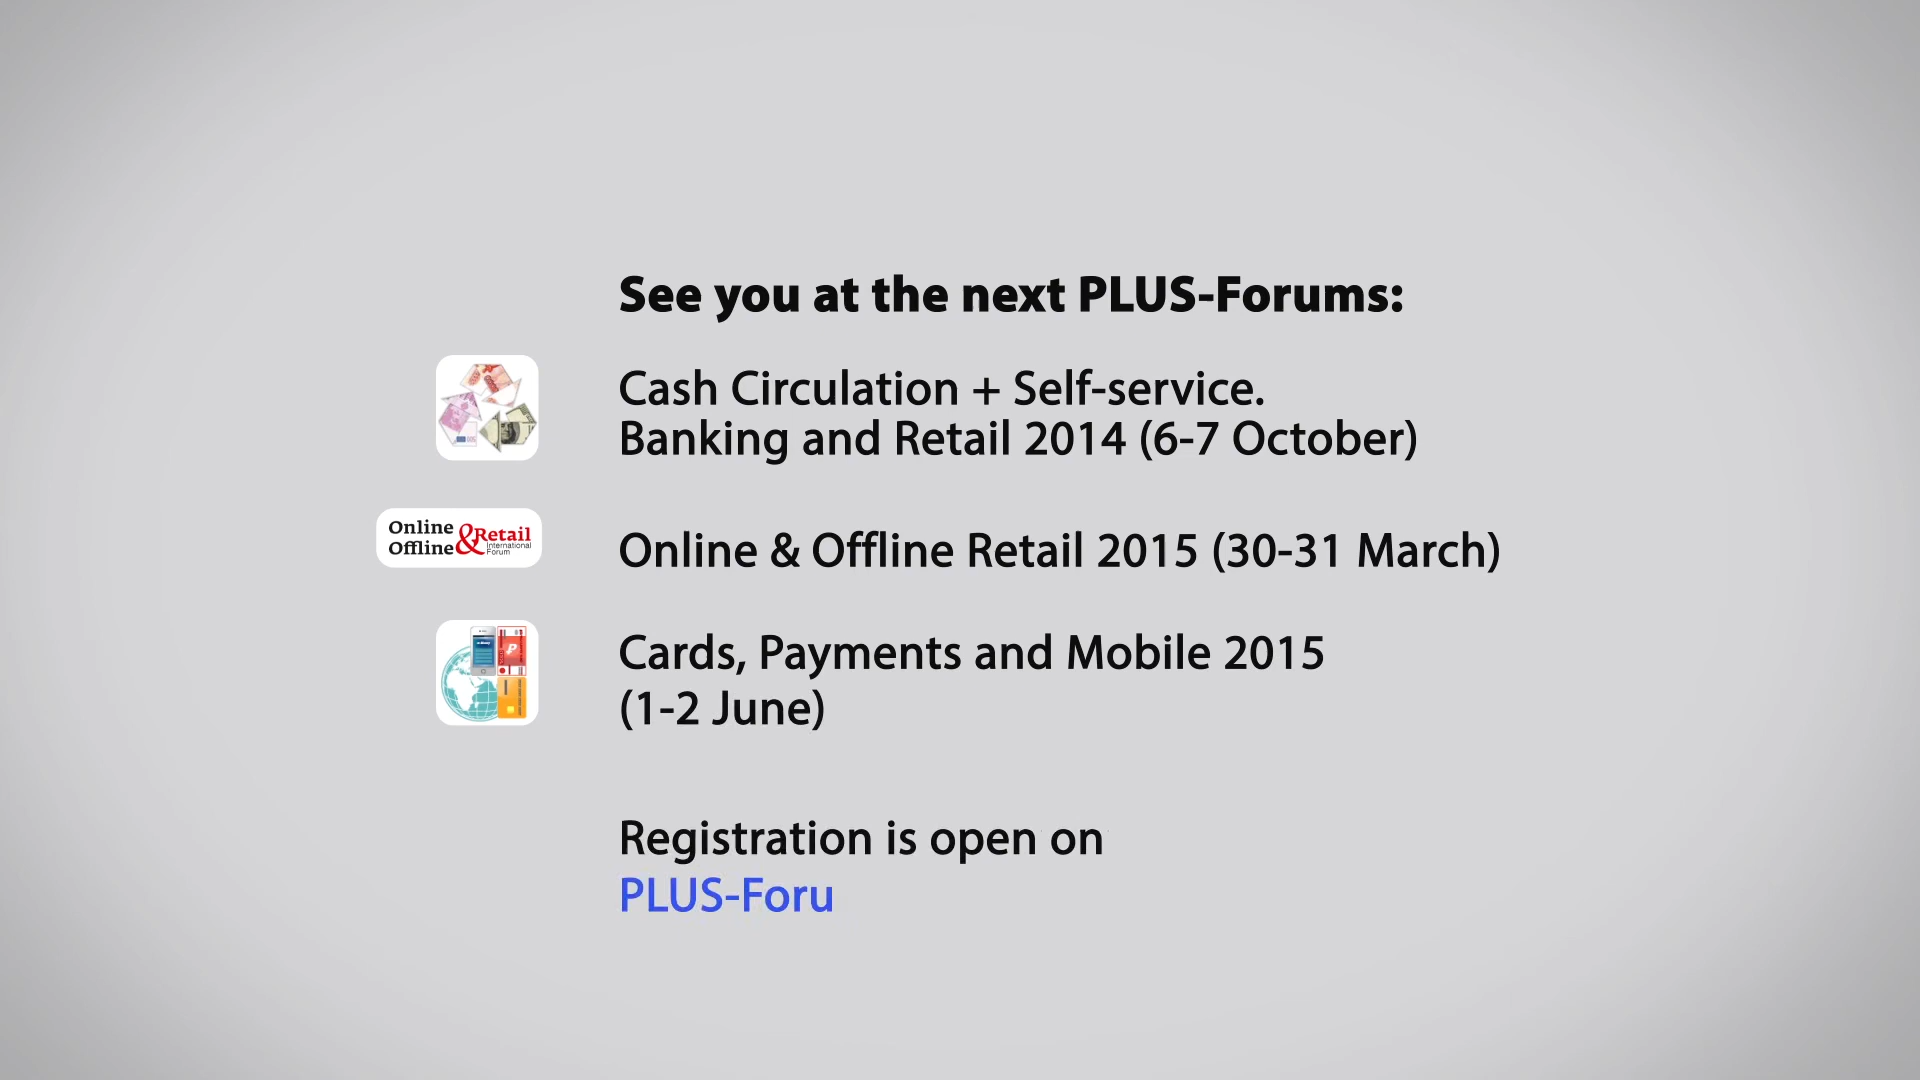 See you at the next PLUS-Forums:
Cash Circulation + Self-service.
Banking and Retail 2014 (6-7 October)
Online
Offline
&Retail
International
Forum
Online & Offline Retail 2015 (30-31 March)
Cards, Payments and Mobile 2015
(1-2 June)
Registration is open on
PLUS-Foru